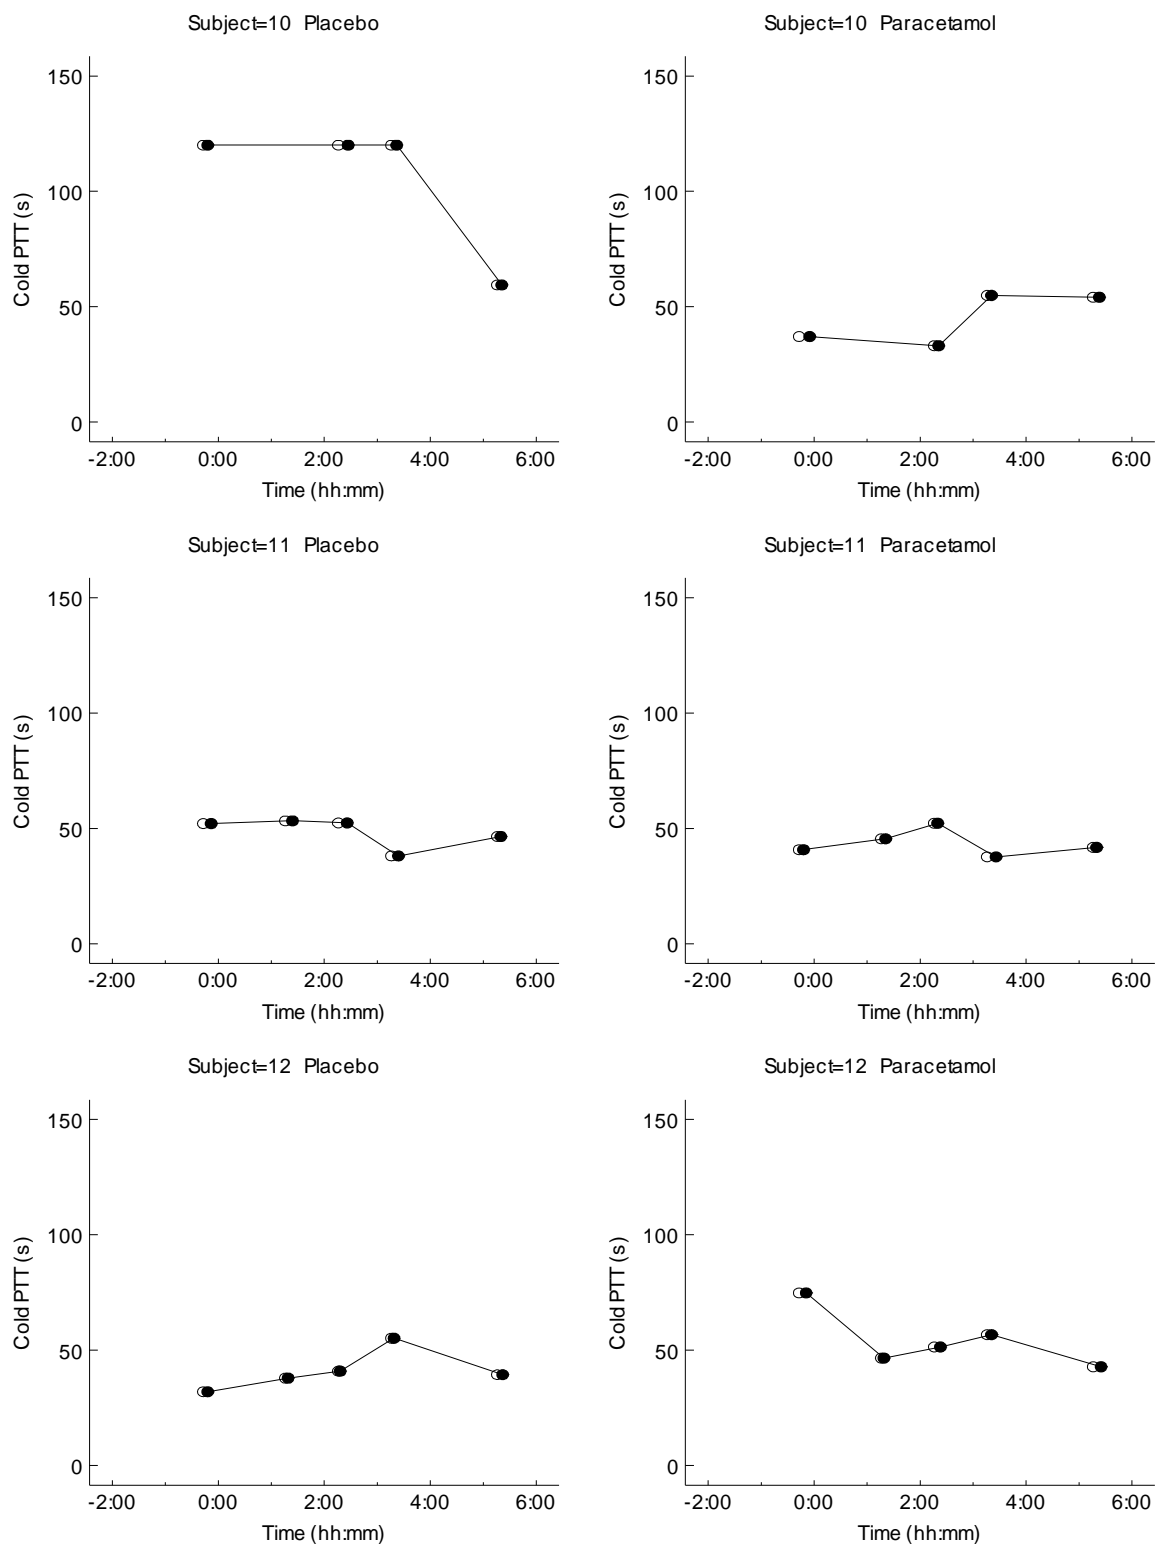 Subject=10 Placebo
150
100
50
0
Cold PTT (s)
-2:00 0:00 2:00 4:00 6:00
Time (hh:mm)
Subject=10 Paracetamol
150
100
50
0
Cold PTT (s)
-2:00 0:00 2:00 4:00 6:00
Time (hh:mm)
Subject=11 Placebo
150
100
50
0
Cold PTT (s)
-2:00 0:00 2:00 4:00 6:00
Time (hh:mm)
Subject=11 Paracetamol
150
100
50
0
Cold PTT (s)
-2:00 0:00 2:00 4:00 6:00
Time (hh:mm)
Subject=12 Placebo
150
100
50
0
Cold PTT (s)
-2:00 0:00 2:00 4:00 6:00
Time (hh:mm)
Subject=12 Paracetamol
150
100
50
0
Cold PTT (s)
-2:00 0:00 2:00 4:00 6:00
Time (hh:mm)